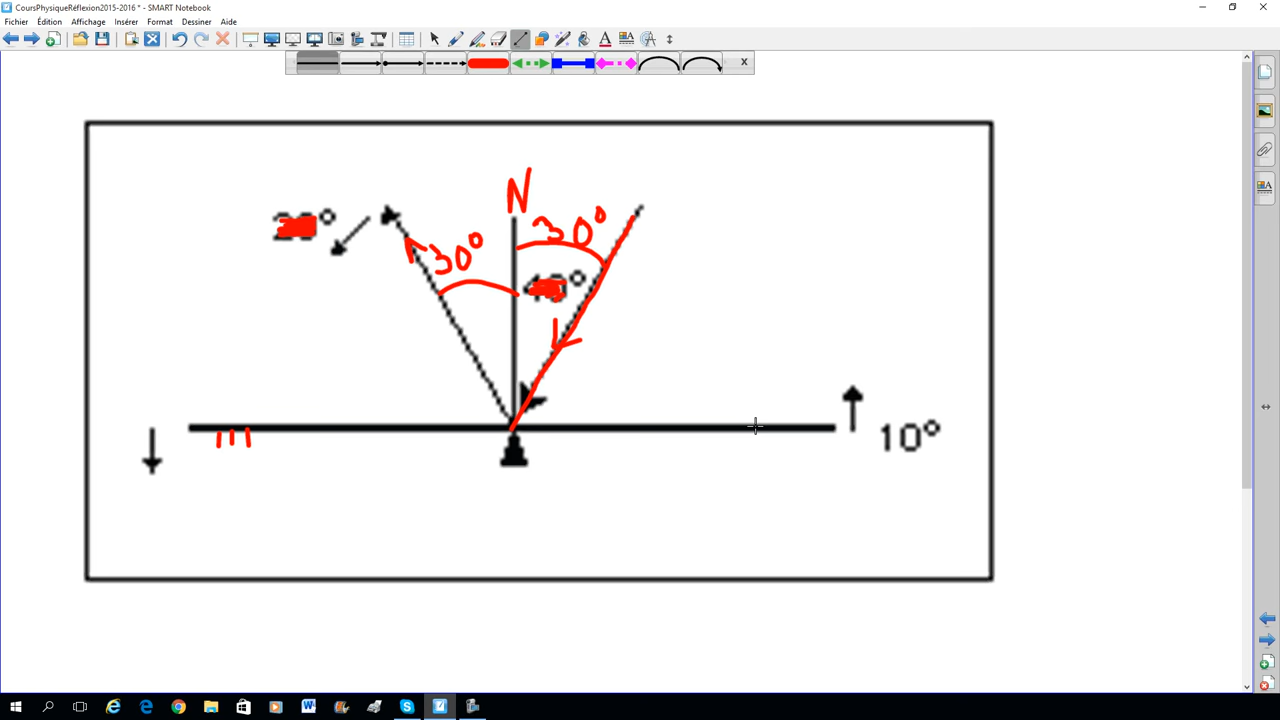 CoursPhysiqueRéflexion2015-2016 * - SMART Notebook
Fichier Édition Affichage Insérer Format Dessiner Aide
N
30°
30°
10°